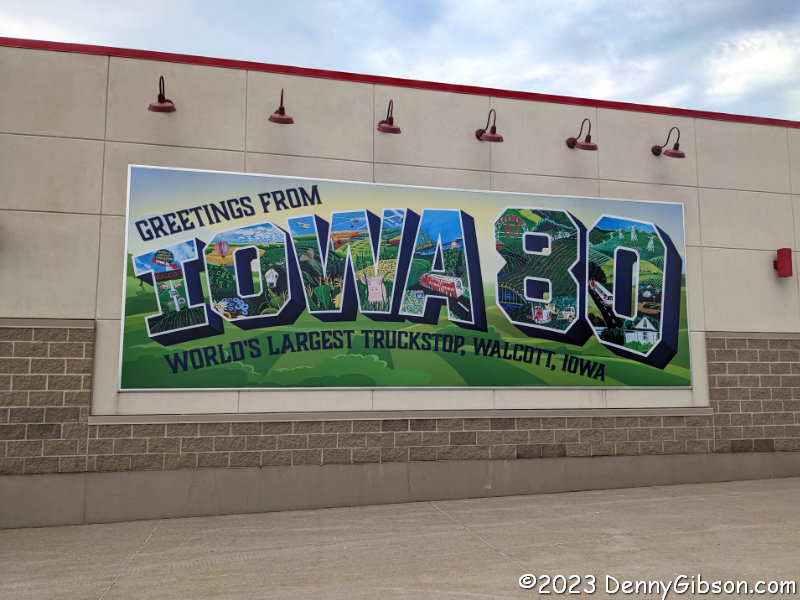 GREETINGS FROM
IOWA 80
WORLD'S LARGEST TRUCKSTOP, WALCOTT, IOWA
©2023 DennyGibson.com